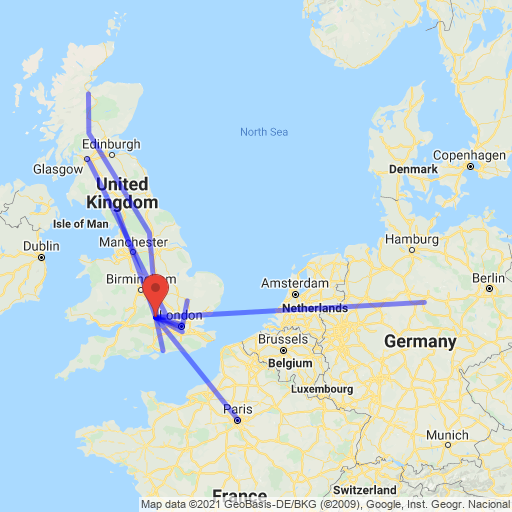 North Sea
Edinburgh
Glasgow
Copenhagen
Denmark
United
Kingdom
Isle of Man
Dublin
Manchester
Hamburg
Birmingham
Amsterdam
Berlin
London
Netherlands
Brussels
Germany
Belgium
Luxembourg
Paris
Munich
Switzerland
France
Map data ©2021 GeoBasis-DE/BKG (©2009), Google, Inst. Geogr. Nacional